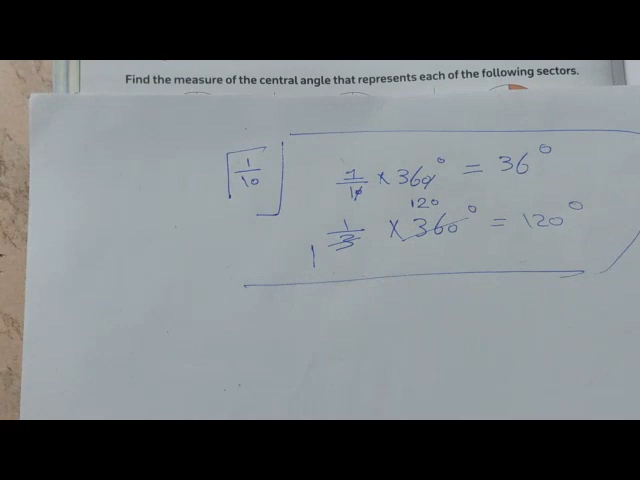 Find the measure of the central angle that represents each of the following sectors.
1/10
1/10 × 360° = 36°
120
1/3 × 360° = 120°
1